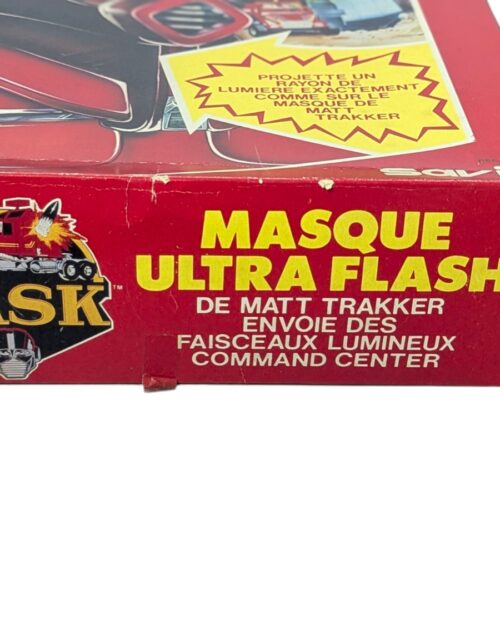 PROJETTE UN
RAYON DE
LUMIERE EXACTEMENT
COMME SUR LE
MASQUE DE
MATT
TRAKKER
ASK™
MASQUE
ULTRA FLASH
DE MATT TRAKKER
ENVOIE DES
FAISCEAUX LUMINEUX
COMMAND CENTER